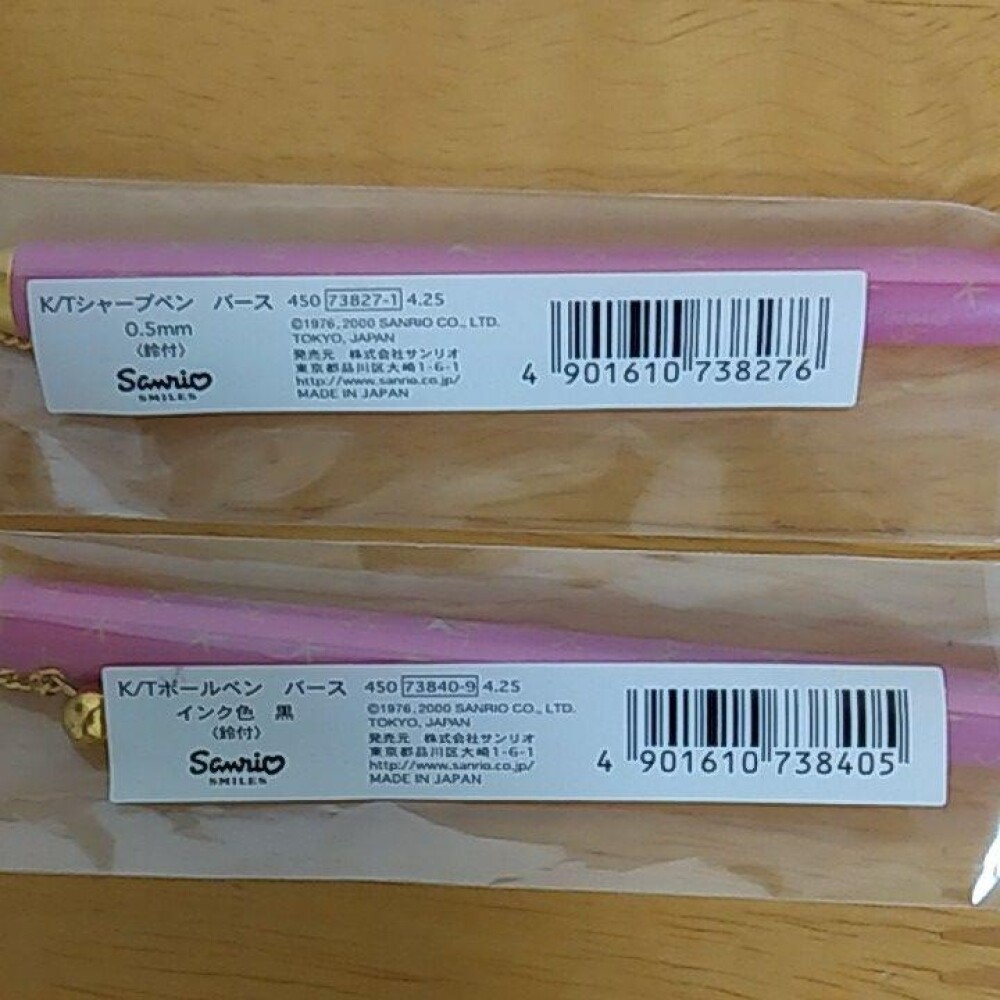 K/Tシャープペン バース 450 73827-1 4.25
0.5mm
(鈴付)
Sanrio
SMILES
©1976,2000 SANRIO CO., LTD.
TOKYO, JAPAN
発売元 株式会社サンリオ
東京都品川区大崎1-6-1
http://www.sanrio.co.jp/
MADE IN JAPAN
4 901610 738276
K/Tボールペン バース 450 73840-9 4.25
インク色 黒
(鈴付)
Sanrio
SMILES
©1976,2000 SANRIO CO., LTD.
TOKYO, JAPAN
発売元 株式会社サンリオ
東京都品川区大崎1-6-1
http://www.sanrio.co.jp/
MADE IN JAPAN
4 901610 738405